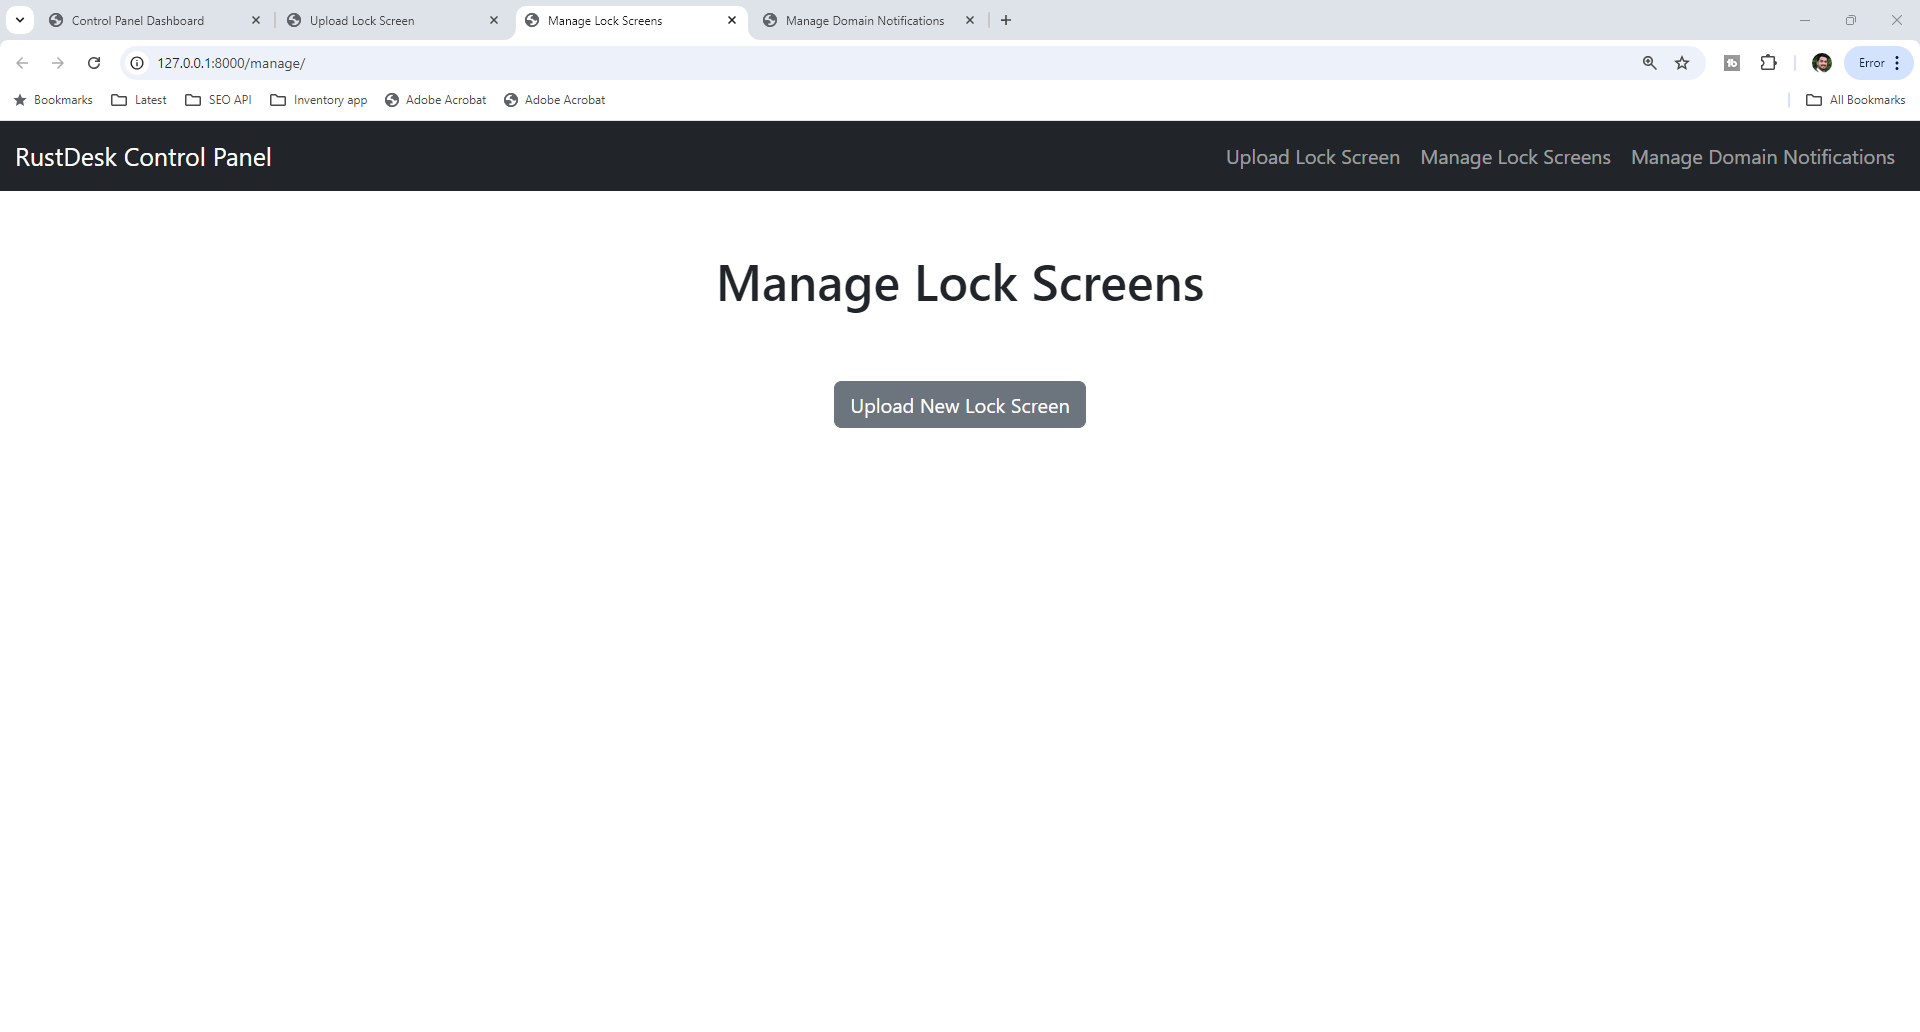 Control Panel Dashboard
Upload Lock Screen
Manage Lock Screens
Manage Domain Notifications
127.0.0.1:8000/manage/
Error
Bookmarks
Latest
SEO API
Inventory app
Adobe Acrobat
Adobe Acrobat
All Bookmarks
RustDesk Control Panel
Upload Lock Screen
Manage Lock Screens
Manage Domain Notifications
Manage Lock Screens
Upload New Lock Screen